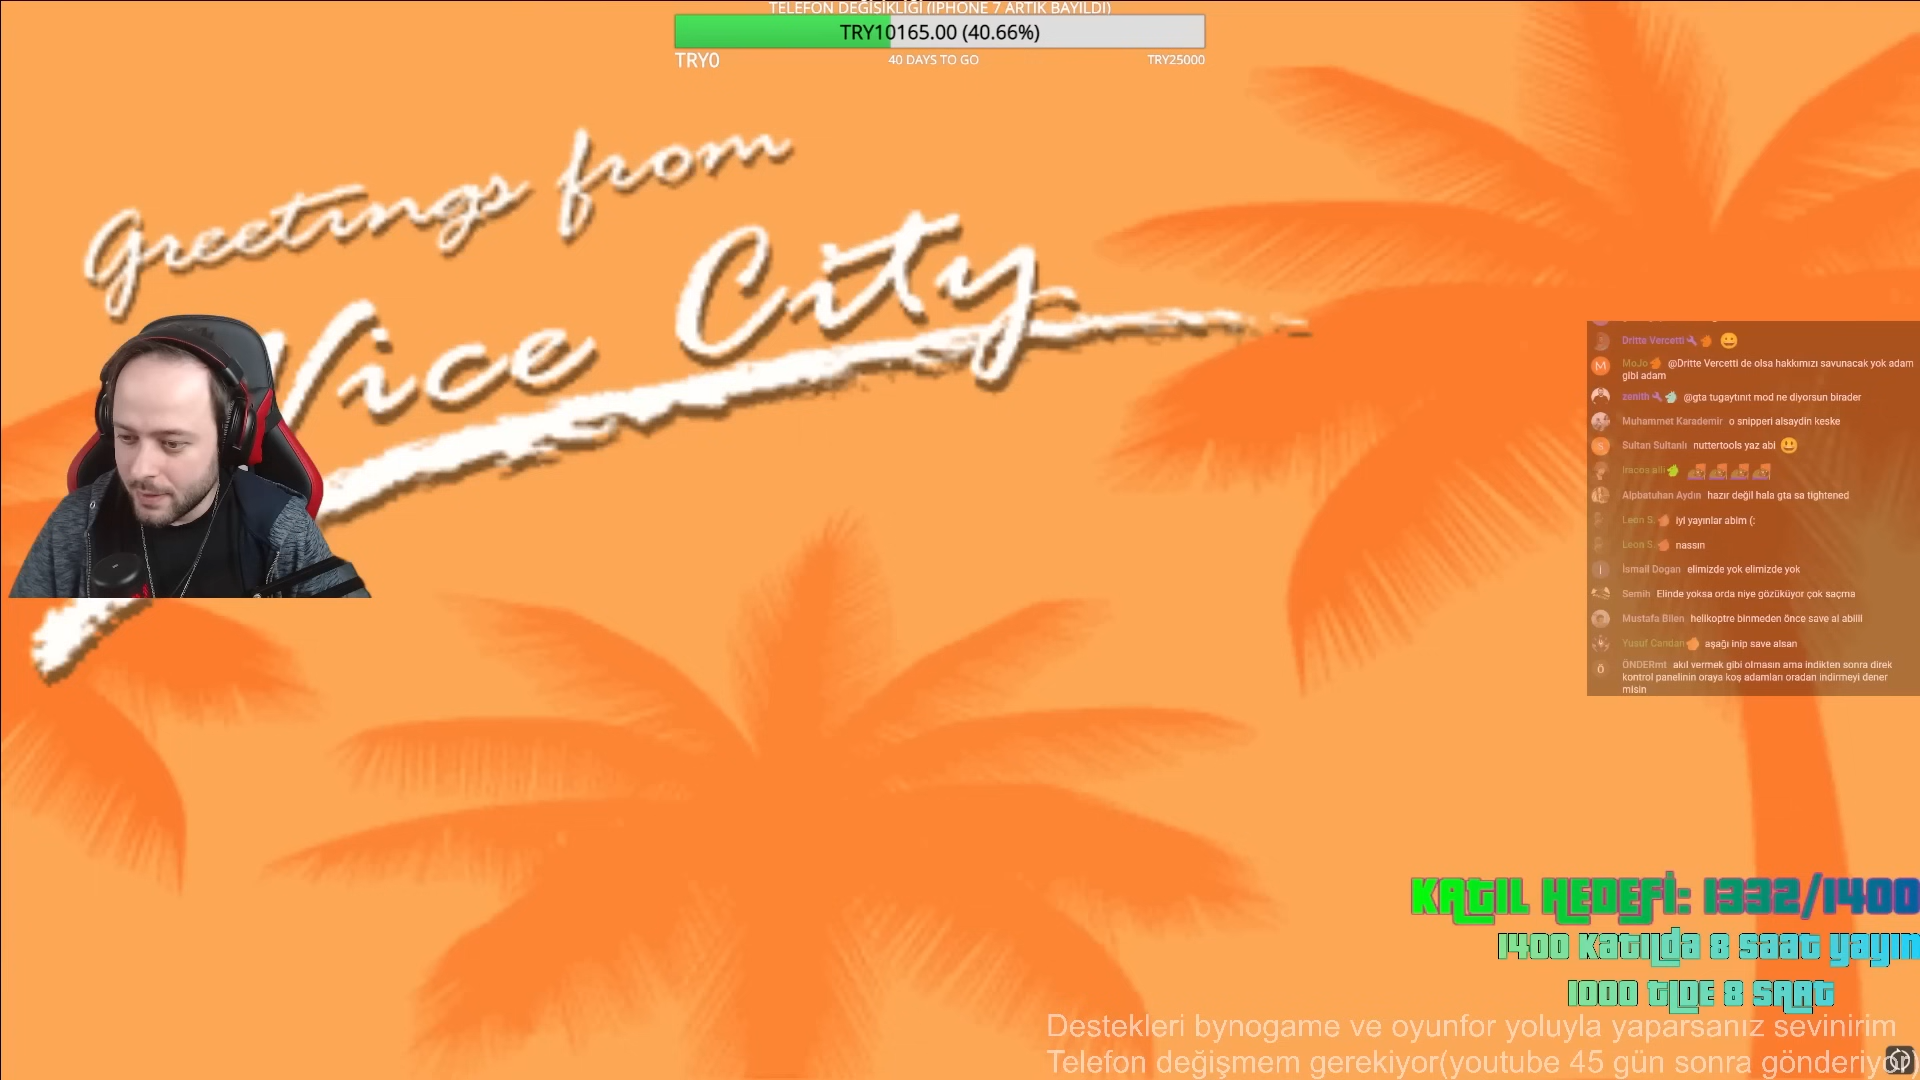 TELEFON DEĞİŞİKLİĞİ (IPHONE 7 ARTIK BAYILDI)
TRY10165.00 (40.66%)
TRY0
40 DAYS TO GO
TRY25000
Greetings from
Vice City
Dritte Vercetti
MoJo @Dritte Vercetti de olsa hakkımızı savunacak yok adam
gibi adam
zenith @gta tugaytınıt mod ne diyorsun birader
Muhammet Karademir o snipperi alsaydin keske
Sultan Sultanlı nuttertools yaz abi
Iracos alli
Alpbatuhan Aydın hazır değil hala gta sa tightened
Leon S. iyi yayınlar abim (:
Leon S. nassın
İsmail Dogan elimizde yok elimizde yok
Semih Elinde yoksa orda niye gözüküyor çok saçma
Mustafa Bilen helikoptre binmeden önce save al abiiii
Yusuf Candan aşağı inip save alsan
ÖNDERmt akıl vermek gibi olmasın ama indikten sonra direk
kontrol panelinin oraya koş adamları oradan indirmeyi dener
misin
KATIL HEDEFİ: 1332/1400
1400 Katılda 8 saat yayın
1000 TLDE 8 SAAT
Destekleri bynogame ve oyunfor yoluyla yaparsanız sevinirim
Telefon değişmem gerekiyor(youtube 45 gün sonra gönderiyor)